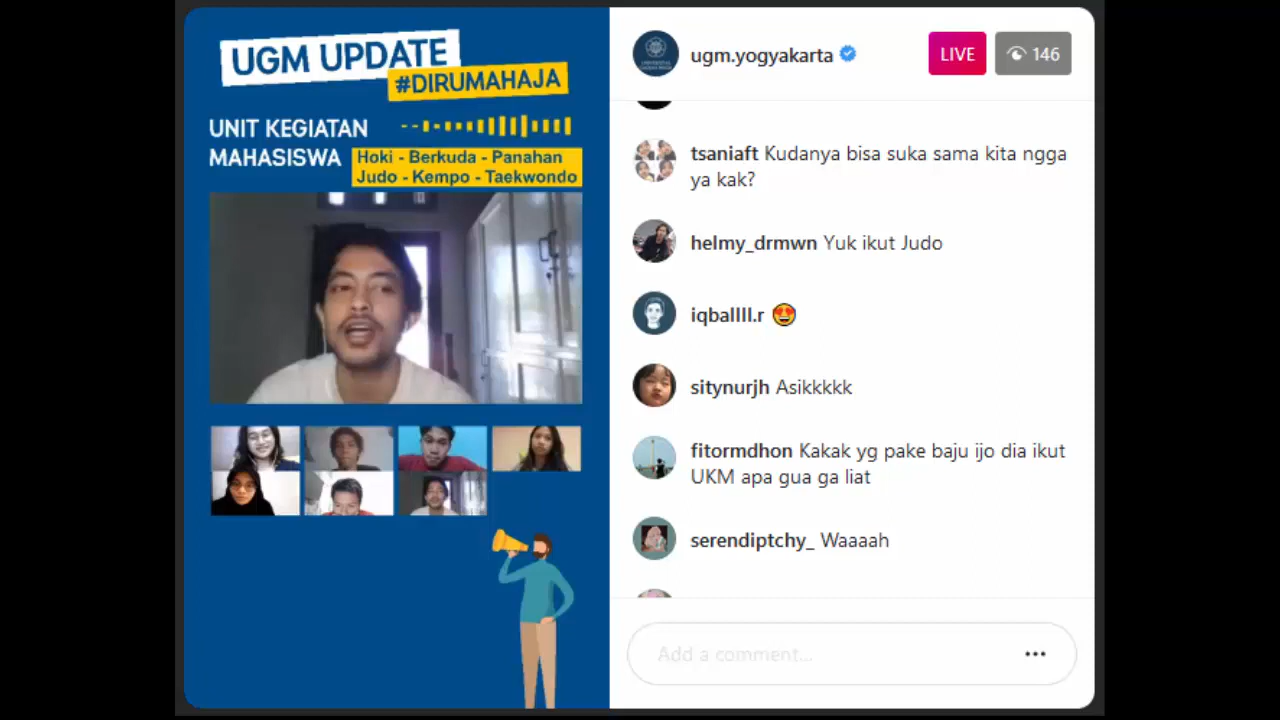 UGM UPDATE
#DIRUMAHAJA
UNIT KEGIATAN
MAHASISWA
Hoki - Berkuda - Panahan
Judo - Kempo - Taekwondo
ugm.yogyakarta
LIVE
146
tsaniaft Kudanya bisa suka sama kita ngga
ya kak?
helmy_drmwn Yuk ikut Judo
iqballll.r 😍
sitynurjh Asikkkkk
fitormdhon Kakak yg pake baju ijo dia ikut
UKM apa gua ga liat
serendiptchy_ Waaaah
Add a comment...